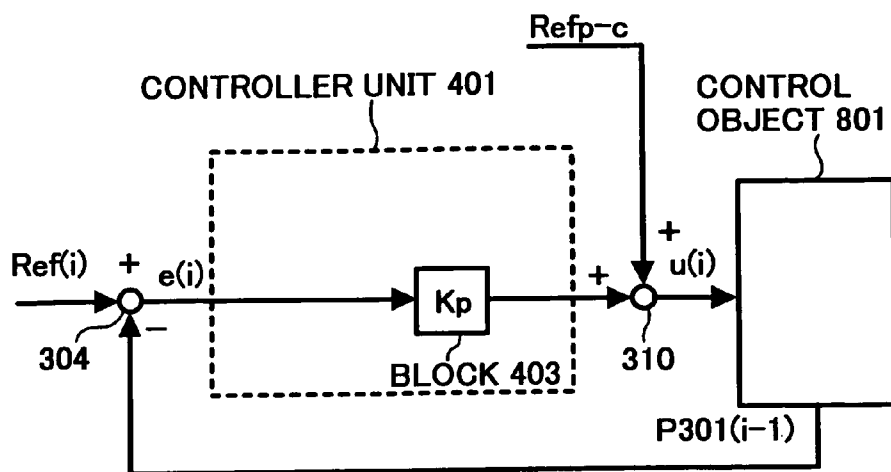 Refp-c
CONTROLLER UNIT 401
CONTROL
OBJECT 801
Ref(i)
+
e(i)
Kp
+
+
u(i)
−
304
BLOCK 403
310
P301(i-1)